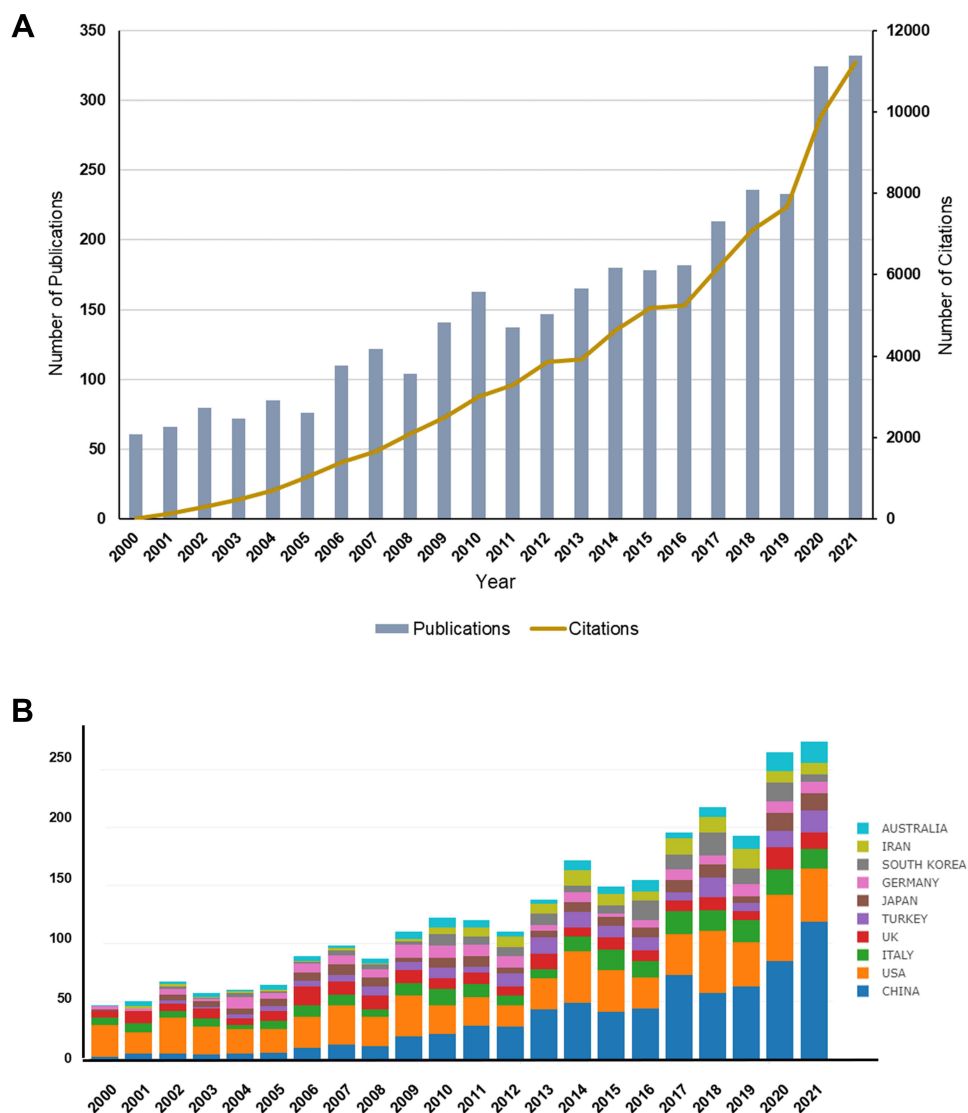 A
350
300
250
200
150
100
50
0
Number of Publications
12000
10000
8000
6000
4000
2000
0
Number of Citations
2000 2001 2002 2003 2004 2005 2006 2007 2008 2009 2010 2011 2012 2013 2014 2015 2016 2017 2018 2019 2020 2021
Year
Publications Citations
B
250
200
150
100
50
0
2000 2001 2002 2003 2004 2005 2006 2007 2008 2009 2010 2011 2012 2013 2014 2015 2016 2017 2018 2019 2020 2021
AUSTRALIA
IRAN
SOUTH KOREA
GERMANY
JAPAN
TURKEY
UK
ITALY
USA
CHINA